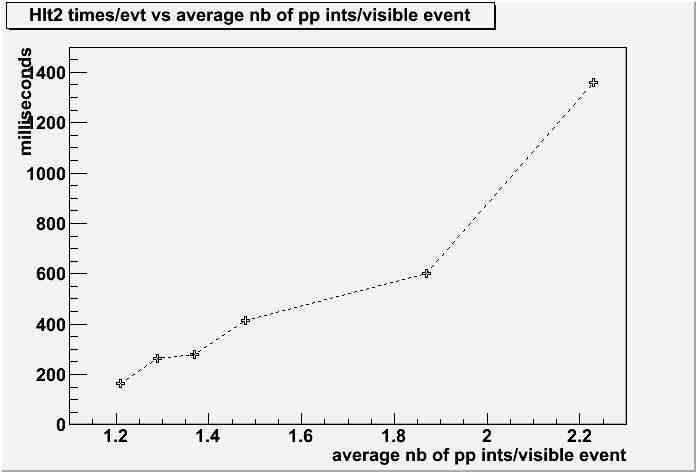 Hlt2 times/evt vs average nb of pp ints/visible event
milliseconds
1400
1200
1000
800
600
400
200
0
1.2 1.4 1.6 1.8 2 2.2
average nb of pp ints/visible event